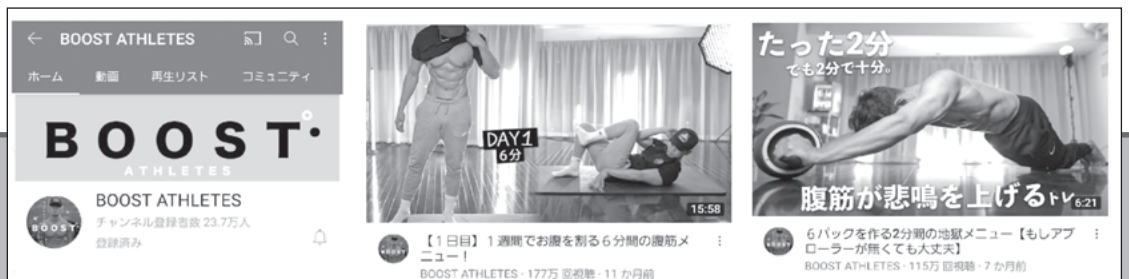 BOOST ATHLETES
ホーム 動画 再生リスト コミュニティ
BOOST
ATHLETES
BOOST
BOOST ATHLETES
チャンネル登録者数 23.7万人
登録済み
DAY1
6分
15:58
【1日目】1週間でお腹を割る6分間の腹筋メ
ニュー!
BOOST ATHLETES・177万 回視聴・11 か月前
たった2分
でも2分で十分。
腹筋が悲鳴を上げるトレ
6:21
6パックを作る2分間の地獄メニュー【もしアブ
ローラーが無くても大丈夫】
BOOST ATHLETES・115万 回視聴・7 か月前